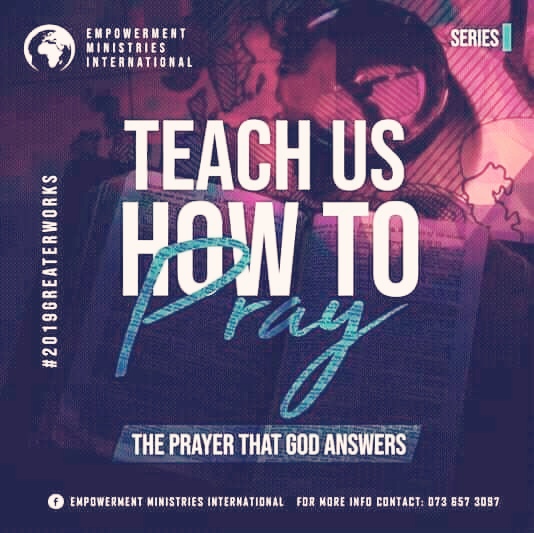 EMPOWERMENT
MINISTRIES
INTERNATIONAL
SERIES
TEACH US
HOW TO
Pray
#2019GREATERWORKS
THE PRAYER THAT GOD ANSWERS
EMPOWERMENT MINISTRIES INTERNATIONAL FOR MORE INFO CONTACT: 073 657 3097